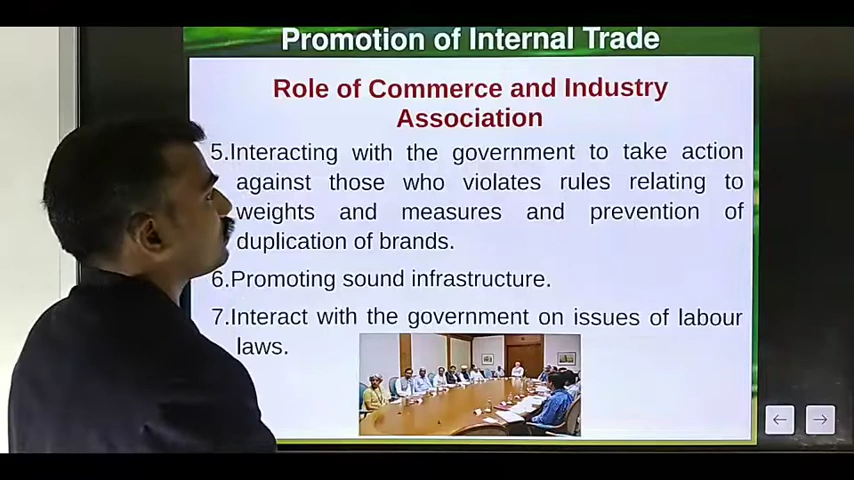 Promotion of Internal Trade
Role of Commerce and Industry
Association
5.Interacting with the government to take action
against those who violates rules relating to
weights and measures and prevention of
duplication of brands.
6.Promoting sound infrastructure.
7.Interact with the government on issues of labour
laws.